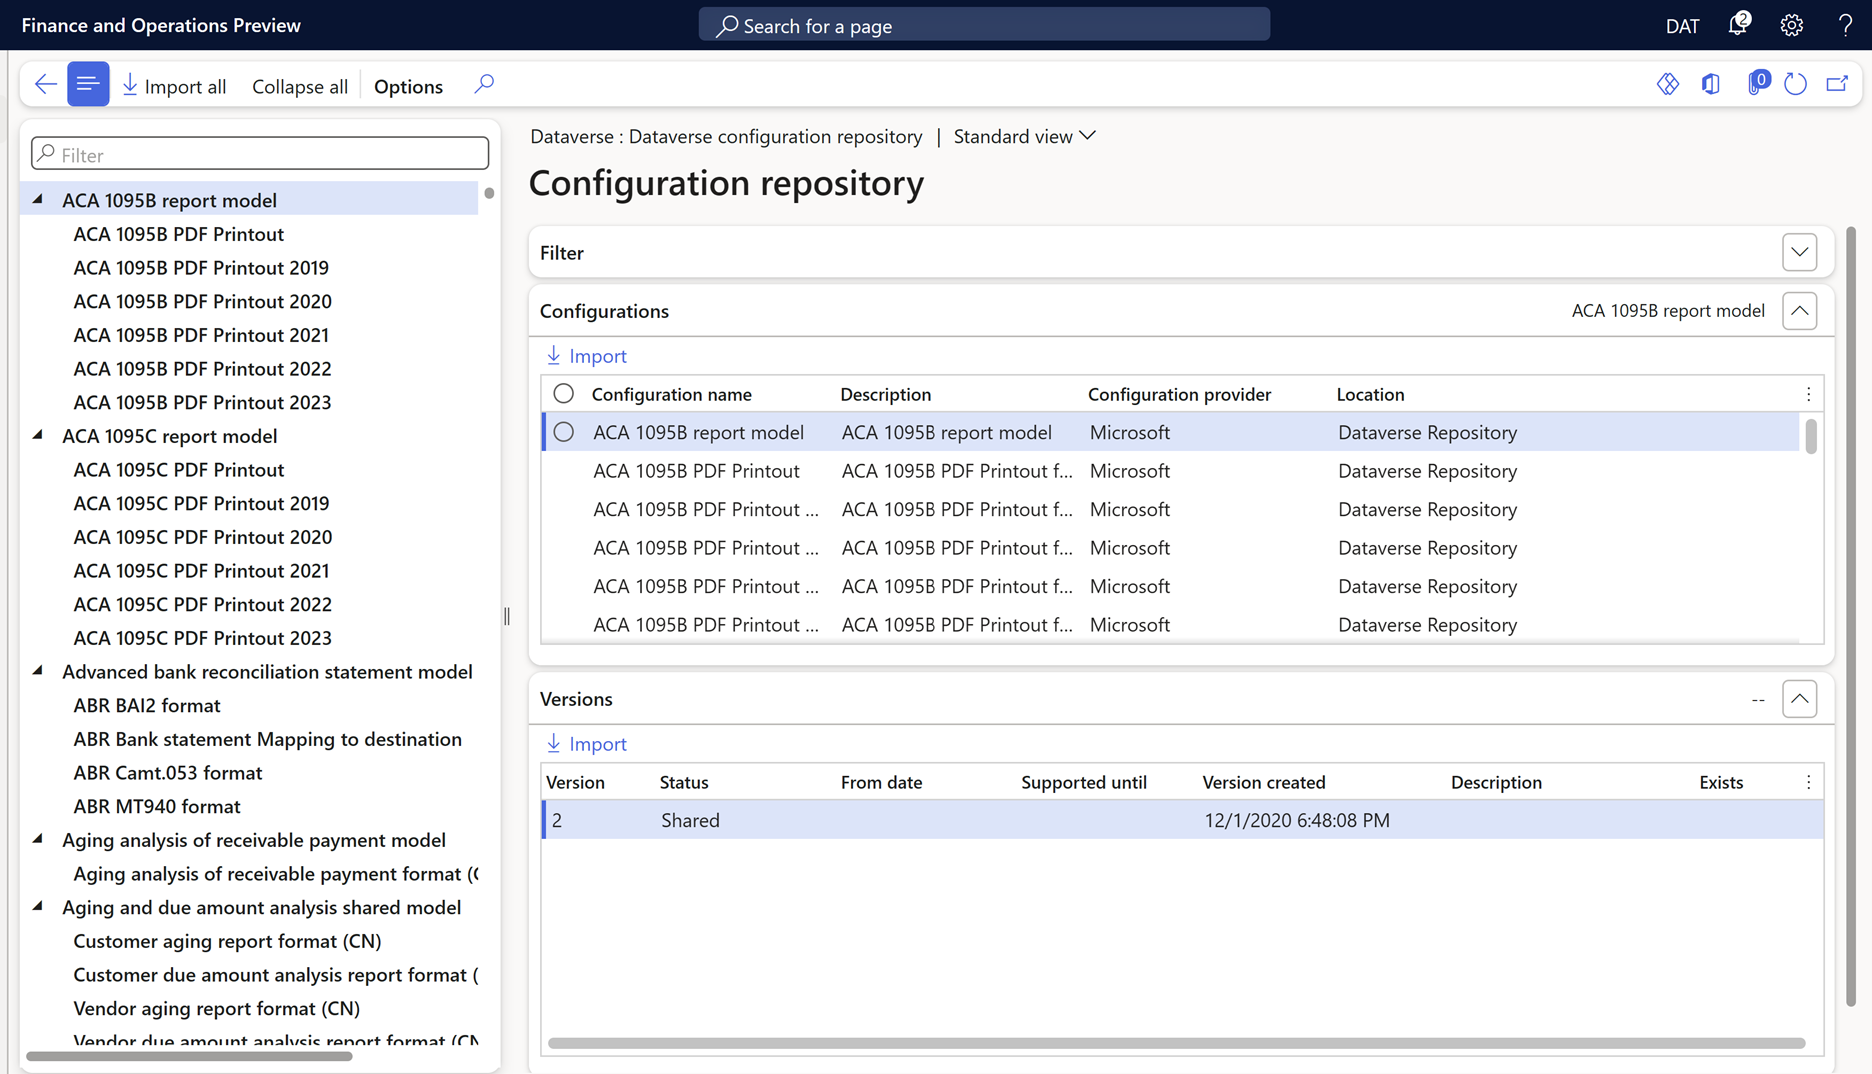 Finance and Operations Preview
Search for a page
DAT
2
Import all
Collapse all
Options
0
Filter
ACA 1095B report model
ACA 1095B PDF Printout
ACA 1095B PDF Printout 2019
ACA 1095B PDF Printout 2020
ACA 1095B PDF Printout 2021
ACA 1095B PDF Printout 2022
ACA 1095B PDF Printout 2023
ACA 1095C report model
ACA 1095C PDF Printout
ACA 1095C PDF Printout 2019
ACA 1095C PDF Printout 2020
ACA 1095C PDF Printout 2021
ACA 1095C PDF Printout 2022
ACA 1095C PDF Printout 2023
Advanced bank reconciliation statement model
ABR BAI2 format
ABR Bank statement Mapping to destination
ABR Camt.053 format
ABR MT940 format
Aging analysis of receivable payment model
Aging analysis of receivable payment format (
Aging and due amount analysis shared model
Customer aging report format (CN)
Customer due amount analysis report format (
Vendor aging report format (CN)
Vendor due amount analysis report format (CN
Dataverse : Dataverse configuration repository | Standard view
Configuration repository
Filter
Configurations ACA 1095B report model
Import
Configuration name Description Configuration provider Location
ACA 1095B report model ACA 1095B report model Microsoft Dataverse Repository
ACA 1095B PDF Printout ACA 1095B PDF Printout f... Microsoft Dataverse Repository
ACA 1095B PDF Printout ... ACA 1095B PDF Printout f... Microsoft Dataverse Repository
ACA 1095B PDF Printout ... ACA 1095B PDF Printout f... Microsoft Dataverse Repository
ACA 1095B PDF Printout ... ACA 1095B PDF Printout f... Microsoft Dataverse Repository
ACA 1095B PDF Printout ... ACA 1095B PDF Printout f... Microsoft Dataverse Repository
Versions --
Import
Version Status From date Supported until Version created Description Exists
2 Shared 12/1/2020 6:48:08 PM